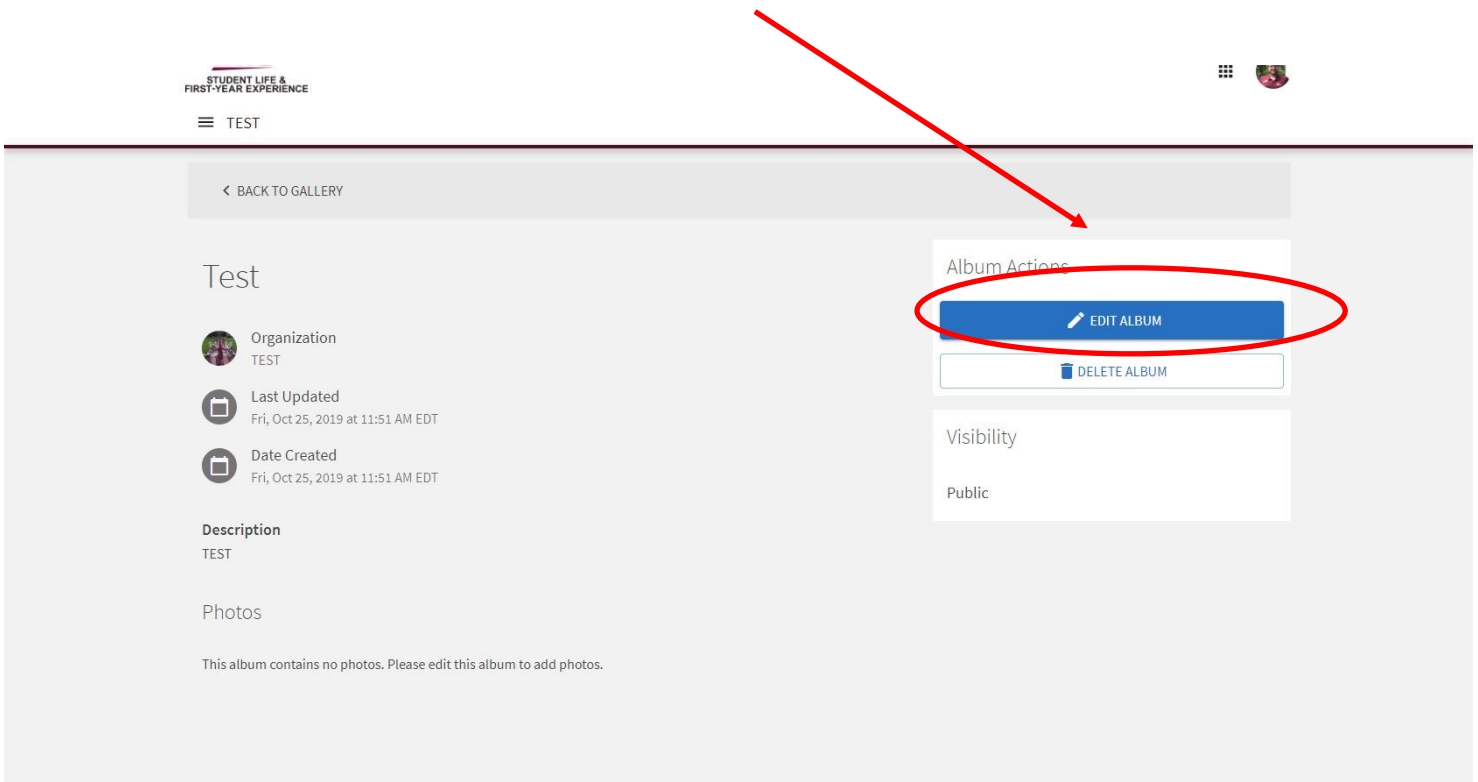 STUDENT LIFE &
FIRST-YEAR EXPERIENCE
TEST
BACK TO GALLERY
Test
Organization
TEST
Last Updated
Fri, Oct 25, 2019 at 11:51 AM EDT
Date Created
Fri, Oct 25, 2019 at 11:51 AM EDT
Description
TEST
Photos
This album contains no photos. Please edit this album to add photos.
Album Actions
EDIT ALBUM
DELETE ALBUM
Visibility
Public